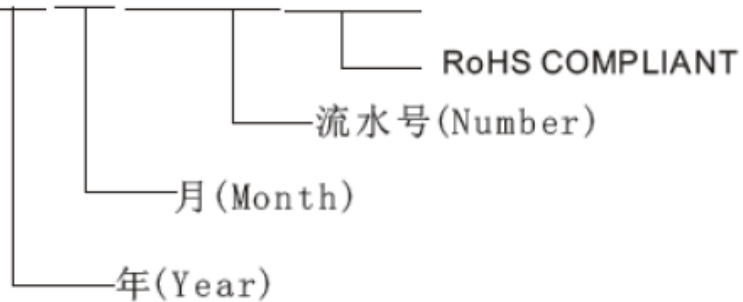 RoHS COMPLIANT
流水号(Number)
月(Month)
年(Year)